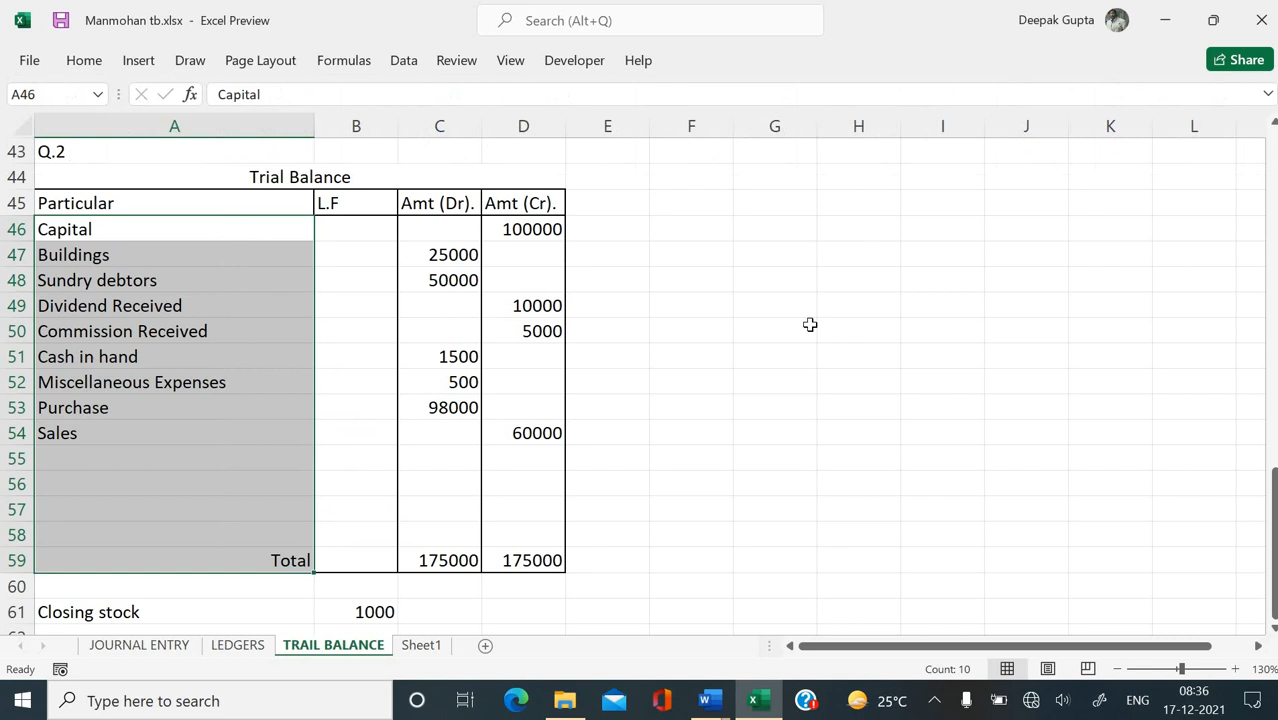 Manmohan tb.xlsx - Excel Preview
Search (Alt+Q)
Deepak Gupta
File Home Insert Draw Page Layout Formulas Data Review View Developer Help
Share
A46 fx Capital
A B C D E F G H I J K L
43 Q.2
44 Trial Balance
45 Particular L.F Amt (Dr). Amt (Cr).
46 Capital 100000
47 Buildings 25000
48 Sundry debtors 50000
49 Dividend Received 10000
50 Commission Received 5000
51 Cash in hand 1500
52 Miscellaneous Expenses 500
53 Purchase 98000
54 Sales 60000
55
56
57
58
59 Total 175000 175000
60
61 Closing stock 1000
JOURNAL ENTRY LEDGERS TRAIL BALANCE Sheet1
Ready Count: 10 130%
Type here to search
25°C ENG 08:36
17-12-2021